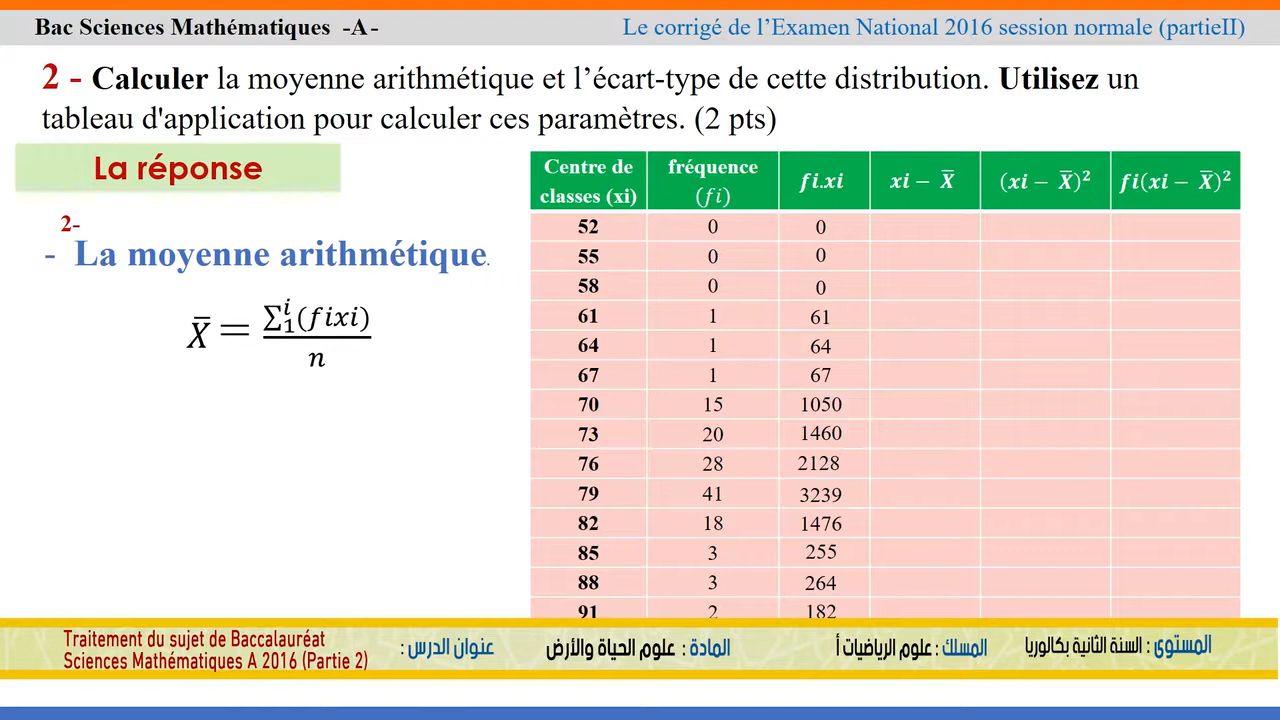 Bac Sciences Mathématiques -A-
Le corrigé de l’Examen National 2016 session normale (partieII)
2 - Calculer la moyenne arithmétique et l’écart-type de cette distribution. Utilisez un
tableau d'application pour calculer ces paramètres. (2 pts)
La réponse
2-
- La moyenne arithmétique.
X̄ = ∑₁ⁱ(fixi) / n
Centre de classes (xi) | fréquence (fi) | fi.xi | xi − X̄ | (xi − X̄)² | fi(xi − X̄)²
52 0 0
55 0 0
58 0 0
61 1 61
64 1 64
67 1 67
70 15 1050
73 20 1460
76 28 2128
79 41 3239
82 18 1476
85 3 255
88 3 264
91 2 182
المستوى : السنة الثانية بكالوريا
المسلك : علوم الرياضيات أ
المادة : علوم الحياة والأرض
عنوان الدرس :
Traitement du sujet de Baccalauréat
Sciences Mathématiques A 2016 (Partie 2)